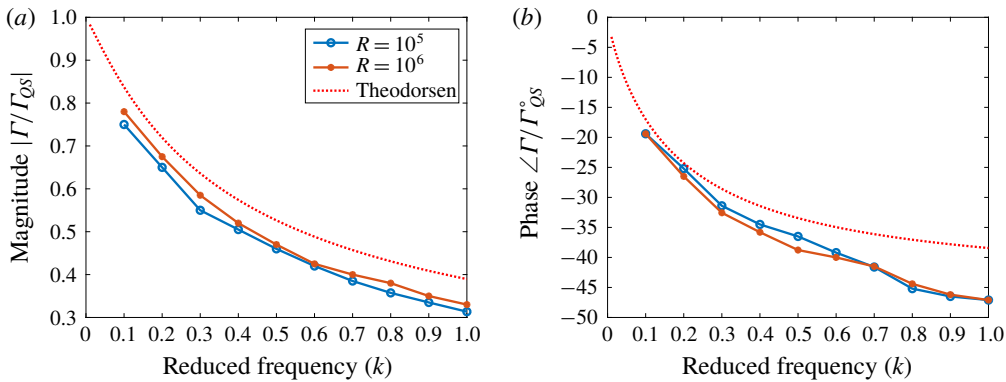 (a)
1.0
0.9
0.8
0.7
0.6
0.5
0.4
0.3
Magnitude |Γ/Γ_QS|
R = 10⁵
R = 10⁶
Theodorsen
0 0.1 0.2 0.3 0.4 0.5 0.6 0.7 0.8 0.9 1.0
Reduced frequency (k)
(b)
0
−5
−10
−15
−20
−25
−30
−35
−40
−45
−50
Phase ∠Γ/Γ°_QS
0 0.1 0.2 0.3 0.4 0.5 0.6 0.7 0.8 0.9 1.0
Reduced frequency (k)